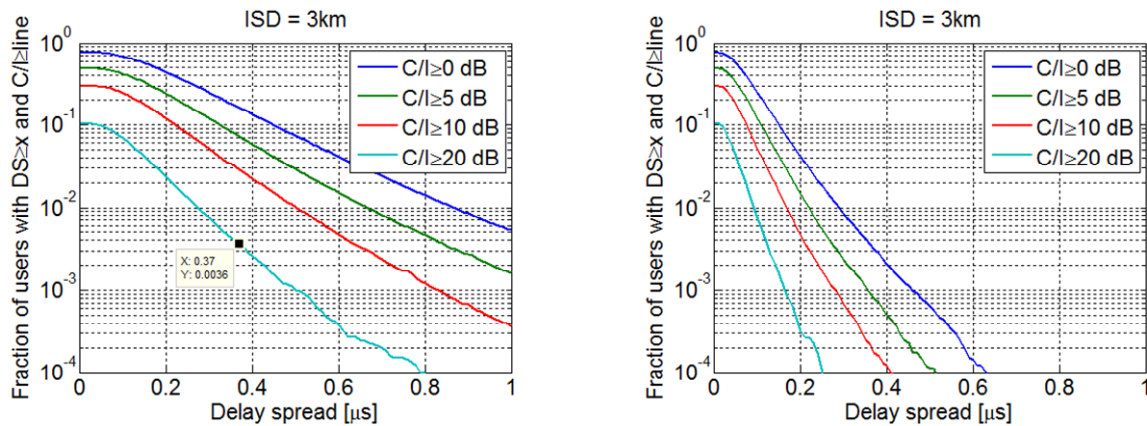 ISD = 3km
Fraction of users with DS≥x and C/I≥line
10^0
10^-1
10^-2
10^-3
10^-4
C/I≥0 dB
C/I≥5 dB
C/I≥10 dB
C/I≥20 dB
X: 0.37
Y: 0.0036
0
0.2
0.4
0.6
0.8
1
Delay spread [μs]
ISD = 3km
Fraction of users with DS≥x and C/I≥line
10^0
10^-1
10^-2
10^-3
10^-4
C/I≥0 dB
C/I≥5 dB
C/I≥10 dB
C/I≥20 dB
0
0.2
0.4
0.6
0.8
1
Delay spread [μs]